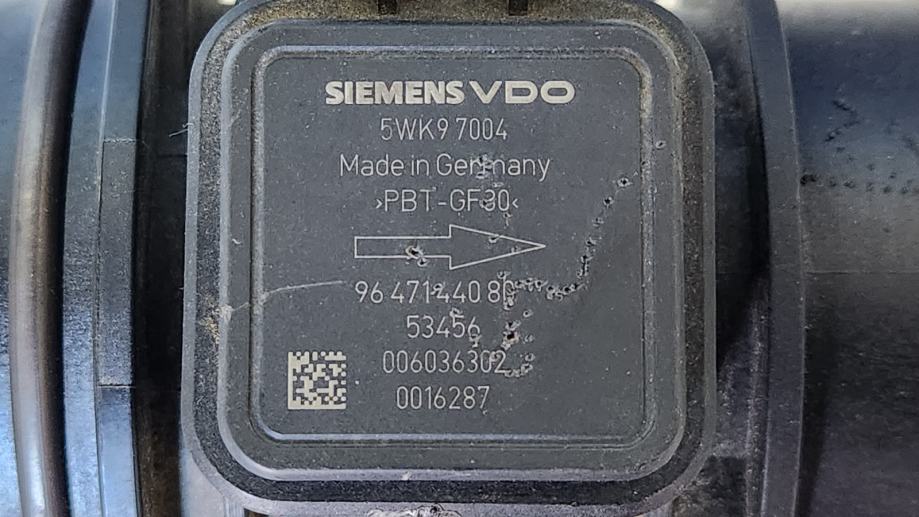 SIEMENS VDO
5WK9 7004
Made in Germany
›PBT-GF30‹
96 471 440 80
53456
006036302
0016287